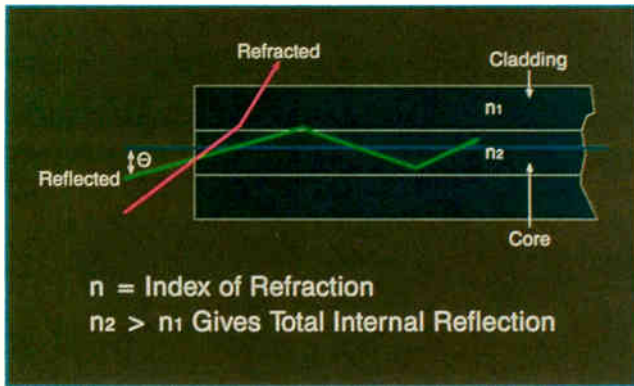 Refracted
Cladding
n1
Θ
n2
Reflected
Core
n = Index of Refraction
n2 > n1 Gives Total Internal Reflection